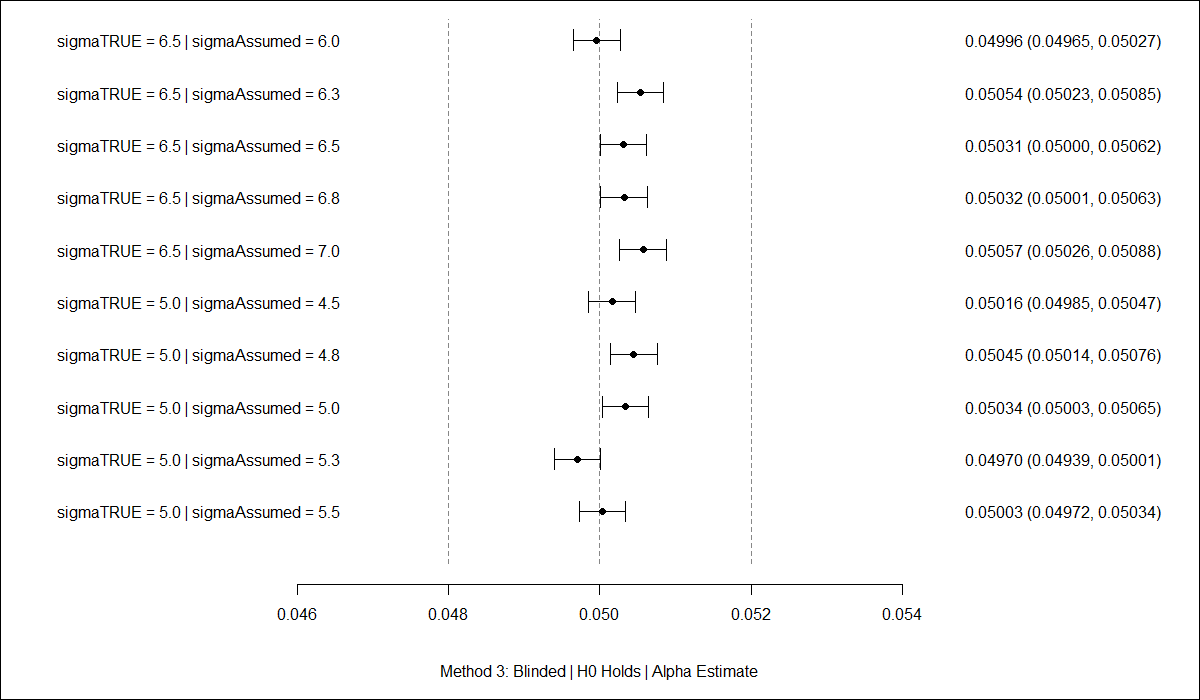 sigmaTRUE = 6.5 | sigmaAssumed = 6.0 0.04996 (0.04965, 0.05027)
sigmaTRUE = 6.5 | sigmaAssumed = 6.3 0.05054 (0.05023, 0.05085)
sigmaTRUE = 6.5 | sigmaAssumed = 6.5 0.05031 (0.05000, 0.05062)
sigmaTRUE = 6.5 | sigmaAssumed = 6.8 0.05032 (0.05001, 0.05063)
sigmaTRUE = 6.5 | sigmaAssumed = 7.0 0.05057 (0.05026, 0.05088)
sigmaTRUE = 5.0 | sigmaAssumed = 4.5 0.05016 (0.04985, 0.05047)
sigmaTRUE = 5.0 | sigmaAssumed = 4.8 0.05045 (0.05014, 0.05076)
sigmaTRUE = 5.0 | sigmaAssumed = 5.0 0.05034 (0.05003, 0.05065)
sigmaTRUE = 5.0 | sigmaAssumed = 5.3 0.04970 (0.04939, 0.05001)
sigmaTRUE = 5.0 | sigmaAssumed = 5.5 0.05003 (0.04972, 0.05034)
0.046 0.048 0.050 0.052 0.054
Method 3: Blinded | H0 Holds | Alpha Estimate